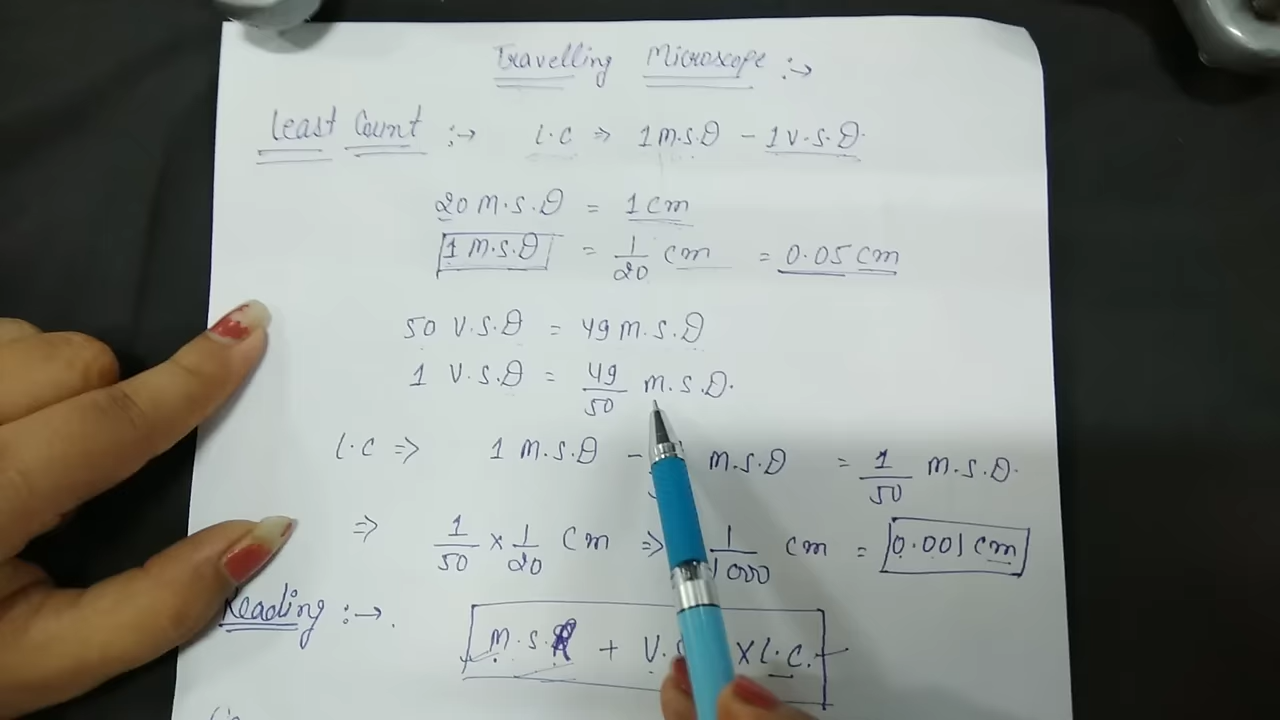 Travelling Microscope :→
Least Count :→ L.C ⇒ 1 M.S.D - 1 V.S.D.
20 M.S.D = 1 cm
1 M.S.D = 1/20 cm = 0.05 cm
50 V.S.D = 49 M.S.D
1 V.S.D = 49/50 M.S.D.
L.C ⇒ 1 M.S.D - M.S.D = 1/50 M.S.D.
⇒ 1/50 × 1/20 cm ⇒ 1/1000 cm = 0.001 cm
Reading :→.
M.S.R + V.S × L.C.